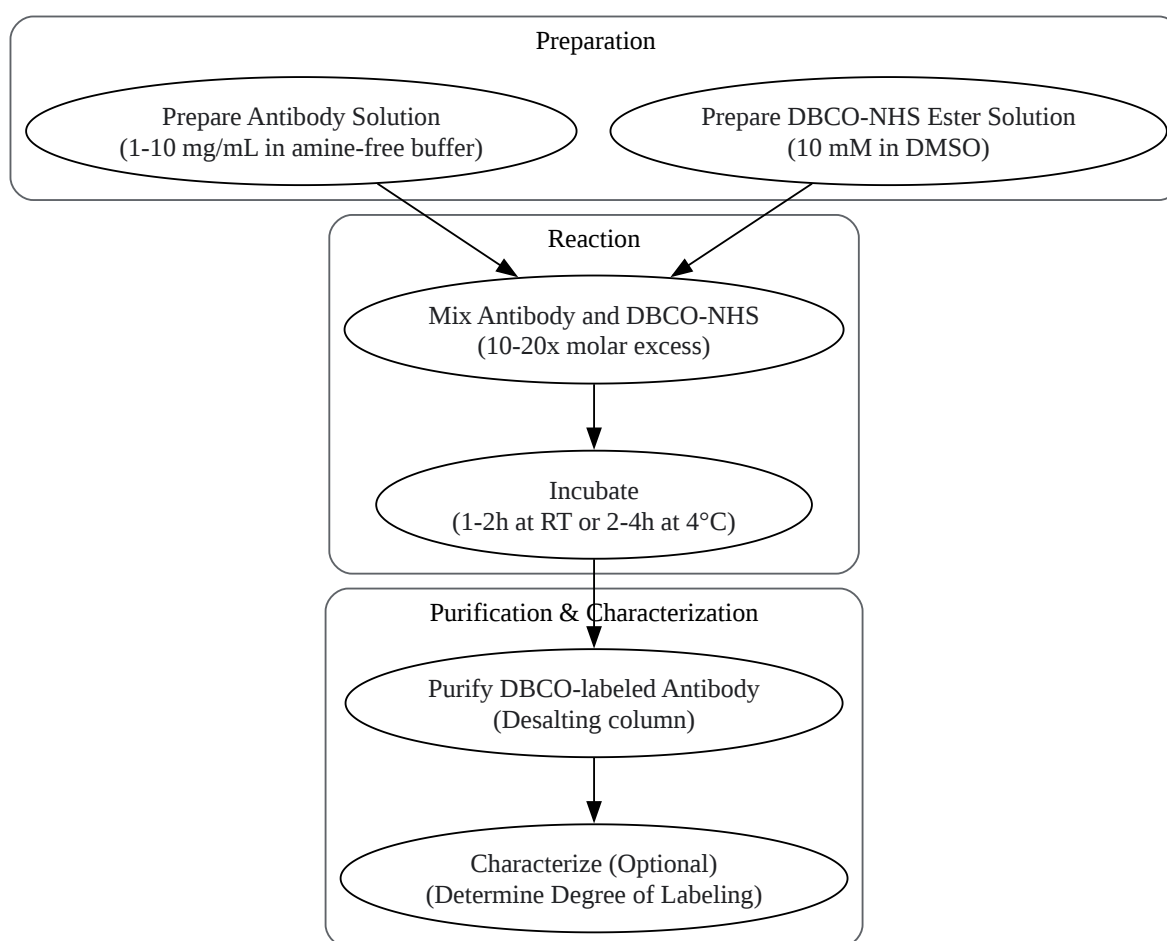 Preparation
Prepare Antibody Solution
(1-10 mg/mL in amine-free buffer)
Prepare DBCO-NHS Ester Solution
(10 mM in DMSO)
Reaction
Mix Antibody and DBCO-NHS
(10-20x molar excess)
Incubate
(1-2h at RT or 2-4h at 4°C)
Purification & Characterization
Purify DBCO-labeled Antibody
(Desalting column)
Characterize (Optional)
(Determine Degree of Labeling)